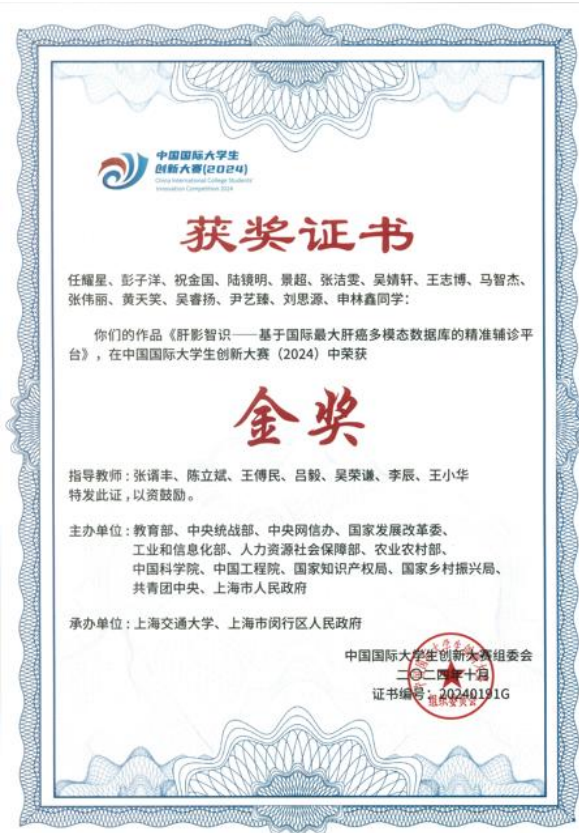 中国国际大学生
创新大赛(2024)
China International College Students'
Innovation Competition 2024
获奖证书
任耀星、彭子洋、祝金国、陆镜明、景超、张洁雯、吴婧轩、王志博、马智杰、
张伟丽、黄天笑、吴睿扬、尹艺臻、刘思源、申林鑫同学：
你们的作品《肝影智识——基于国际最大肝癌多模态数据库的精准辅诊平
台》，在中国国际大学生创新大赛（2024）中荣获
金奖
指导教师：张谞丰、陈立斌、王傅民、吕毅、吴荣谦、李辰、王小华
特发此证，以资鼓励。
主办单位：教育部、中央统战部、中央网信办、国家发展改革委、
工业和信息化部、人力资源社会保障部、农业农村部、
中国科学院、中国工程院、国家知识产权局、国家乡村振兴局、
共青团中央、上海市人民政府
承办单位：上海交通大学、上海市闵行区人民政府
中国国际大学生创新大赛组委会
二〇二四年十月
证书编号：20240191G
组织委员会